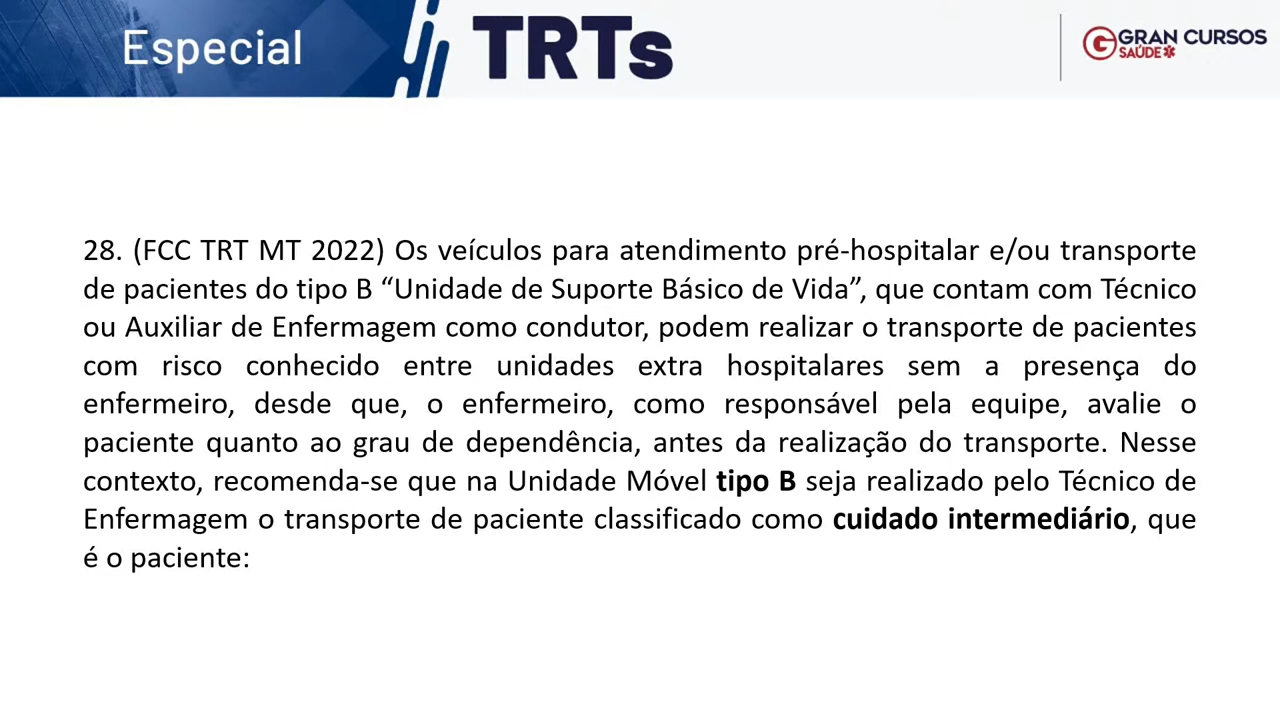 Especial
TRTs
GRAN CURSOS
SAÚDE
28. (FCC TRT MT 2022) Os veículos para atendimento pré-hospitalar e/ou transporte
de pacientes do tipo B “Unidade de Suporte Básico de Vida”, que contam com Técnico
ou Auxiliar de Enfermagem como condutor, podem realizar o transporte de pacientes
com risco conhecido entre unidades extra hospitalares sem a presença do
enfermeiro, desde que, o enfermeiro, como responsável pela equipe, avalie o
paciente quanto ao grau de dependência, antes da realização do transporte. Nesse
contexto, recomenda-se que na Unidade Móvel tipo B seja realizado pelo Técnico de
Enfermagem o transporte de paciente classificado como cuidado intermediário, que
é o paciente: